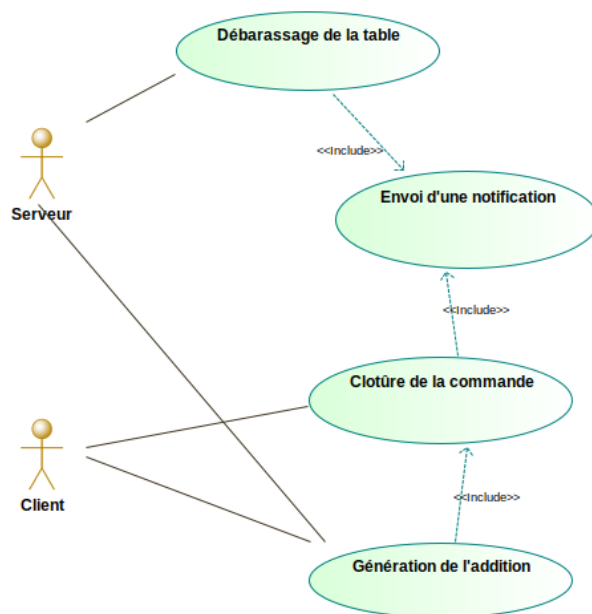 Débarassage de la table
<<Include>>
Envoi d'une notification
Serveur
<<Include>>
Clotûre de la commande
<<Include>>
Client
Génération de l'addition